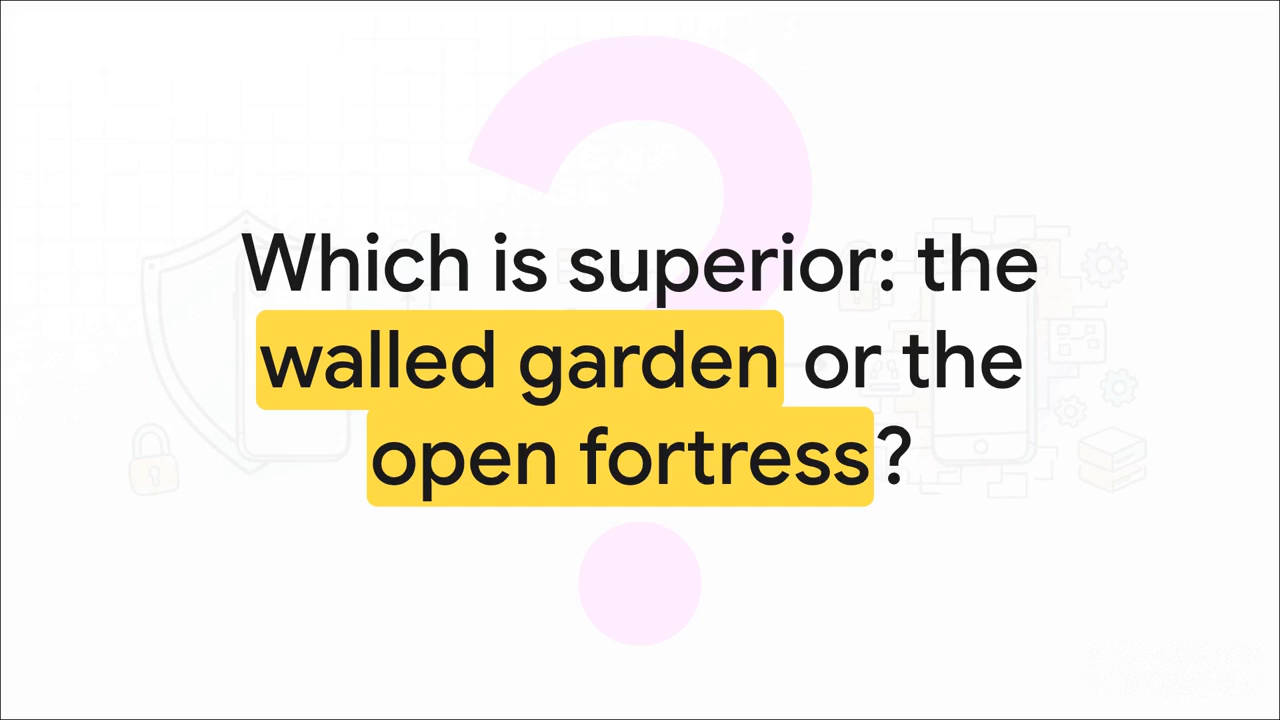 Which is superior: the
walled garden or the
open fortress?